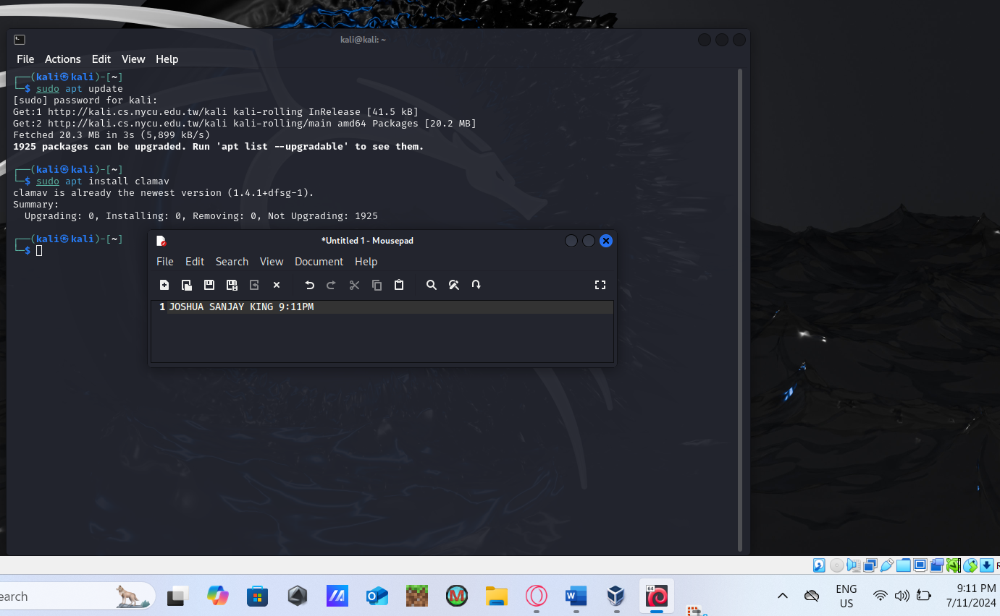 kali@kali: ~
File Actions Edit View Help
┌──(kali㉿kali)-[~]
└─$ sudo apt update
[sudo] password for kali:
Get:1 http://kali.cs.nycu.edu.tw/kali kali-rolling InRelease [41.5 kB]
Get:2 http://kali.cs.nycu.edu.tw/kali kali-rolling/main amd64 Packages [20.2 MB]
Fetched 20.3 MB in 3s (5,899 kB/s)
1925 packages can be upgraded. Run 'apt list --upgradable' to see them.
┌──(kali㉿kali)-[~]
└─$ sudo apt install clamav
clamav is already the newest version (1.4.1+dfsg-1).
Summary:
Upgrading: 0, Installing: 0, Removing: 0, Not Upgrading: 1925
┌──(kali㉿kali)-[~]
└─$
*Untitled 1 - Mousepad
File Edit Search View Document Help
1 JOSHUA SANJAY KING 9:11PM
earch
64
ENG
US
9:11 PM
7/11/2024